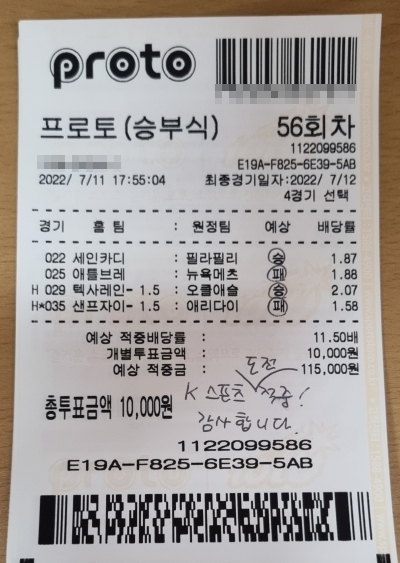 proto
프로토 (승부식) 56회차
1122099586
E19A-F825-6E39-5AB
2022/ 7/11 17:55:04 최종경기일자:2022/ 7/12
4경기 선택
경기 홈 팀 : 원정팀 예상 배당률
022 세인카디 : 필라필리 승 1.87
025 애틀브레 : 뉴욕메츠 패 1.88
H 029 텍사레인- 1.5 : 오클애슬 승 2.07
H*035 샌프자이- 1.5 : 애리다이 패 1.58
예상 적중배당률 : 11.50배
개별투표금액 : 10,000원
예상 적중금 : 115,000원
도전
K 스포츠 적중!
총투표금액 10,000원
감사합니다.
1122099586
E19A-F825-6E39-5AB